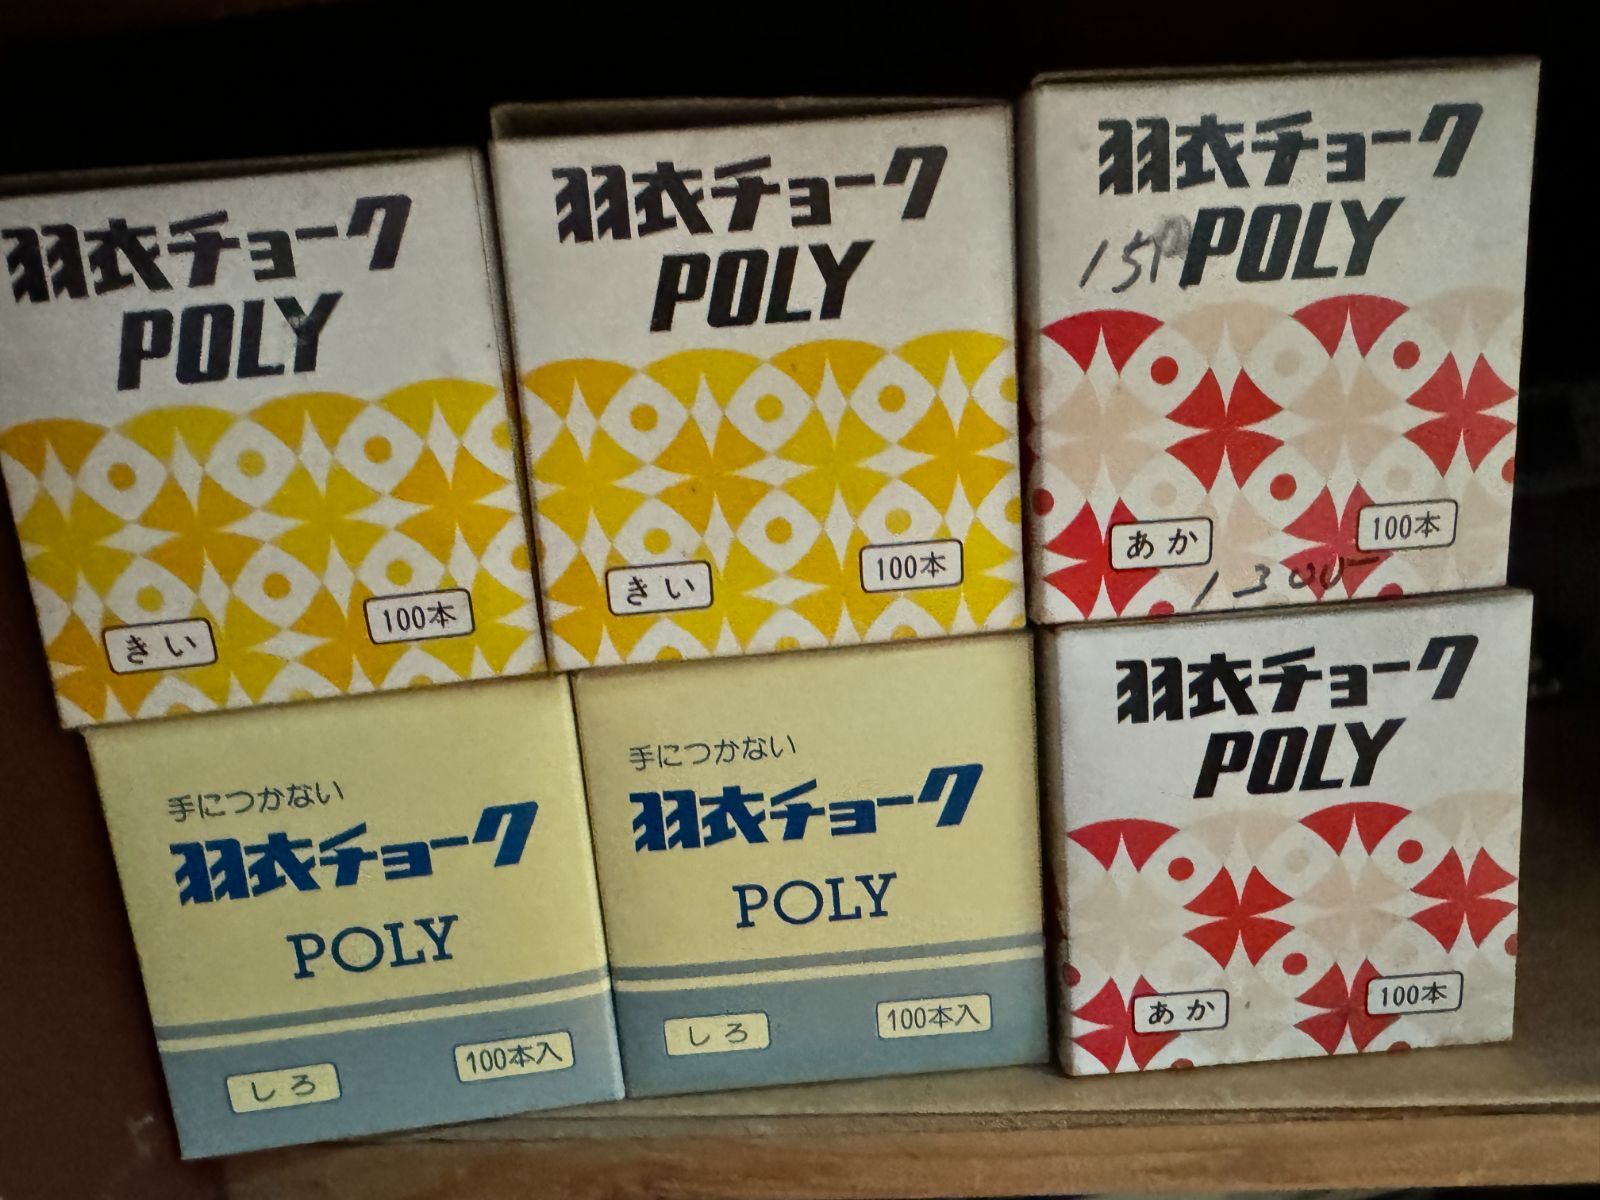 羽衣チョーク
POLY
きい
100本
羽衣チョーク
POLY
きい
100本
羽衣チョーク
POLY
あか
100本
1300-
手につかない
羽衣チョーク
POLY
しろ
100本入
手につかない
羽衣チョーク
POLY
しろ
100本入
羽衣チョーク
POLY
あか
100本